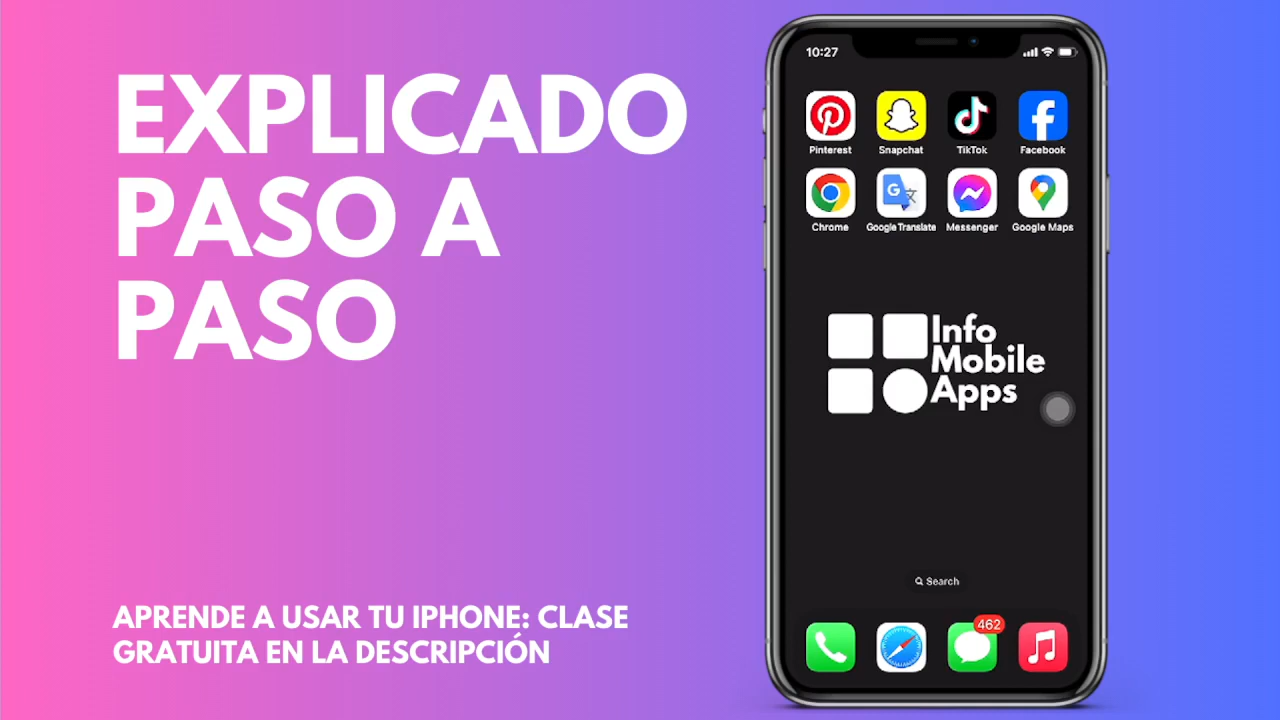 EXPLICADO
PASO A
PASO
APRENDE A USAR TU IPHONE: CLASE
GRATUITA EN LA DESCRIPCIÓN
10:27
Pinterest Snapchat TikTok Facebook
Chrome Google Translate Messenger Google Maps
Info
Mobile
Apps
Search
462